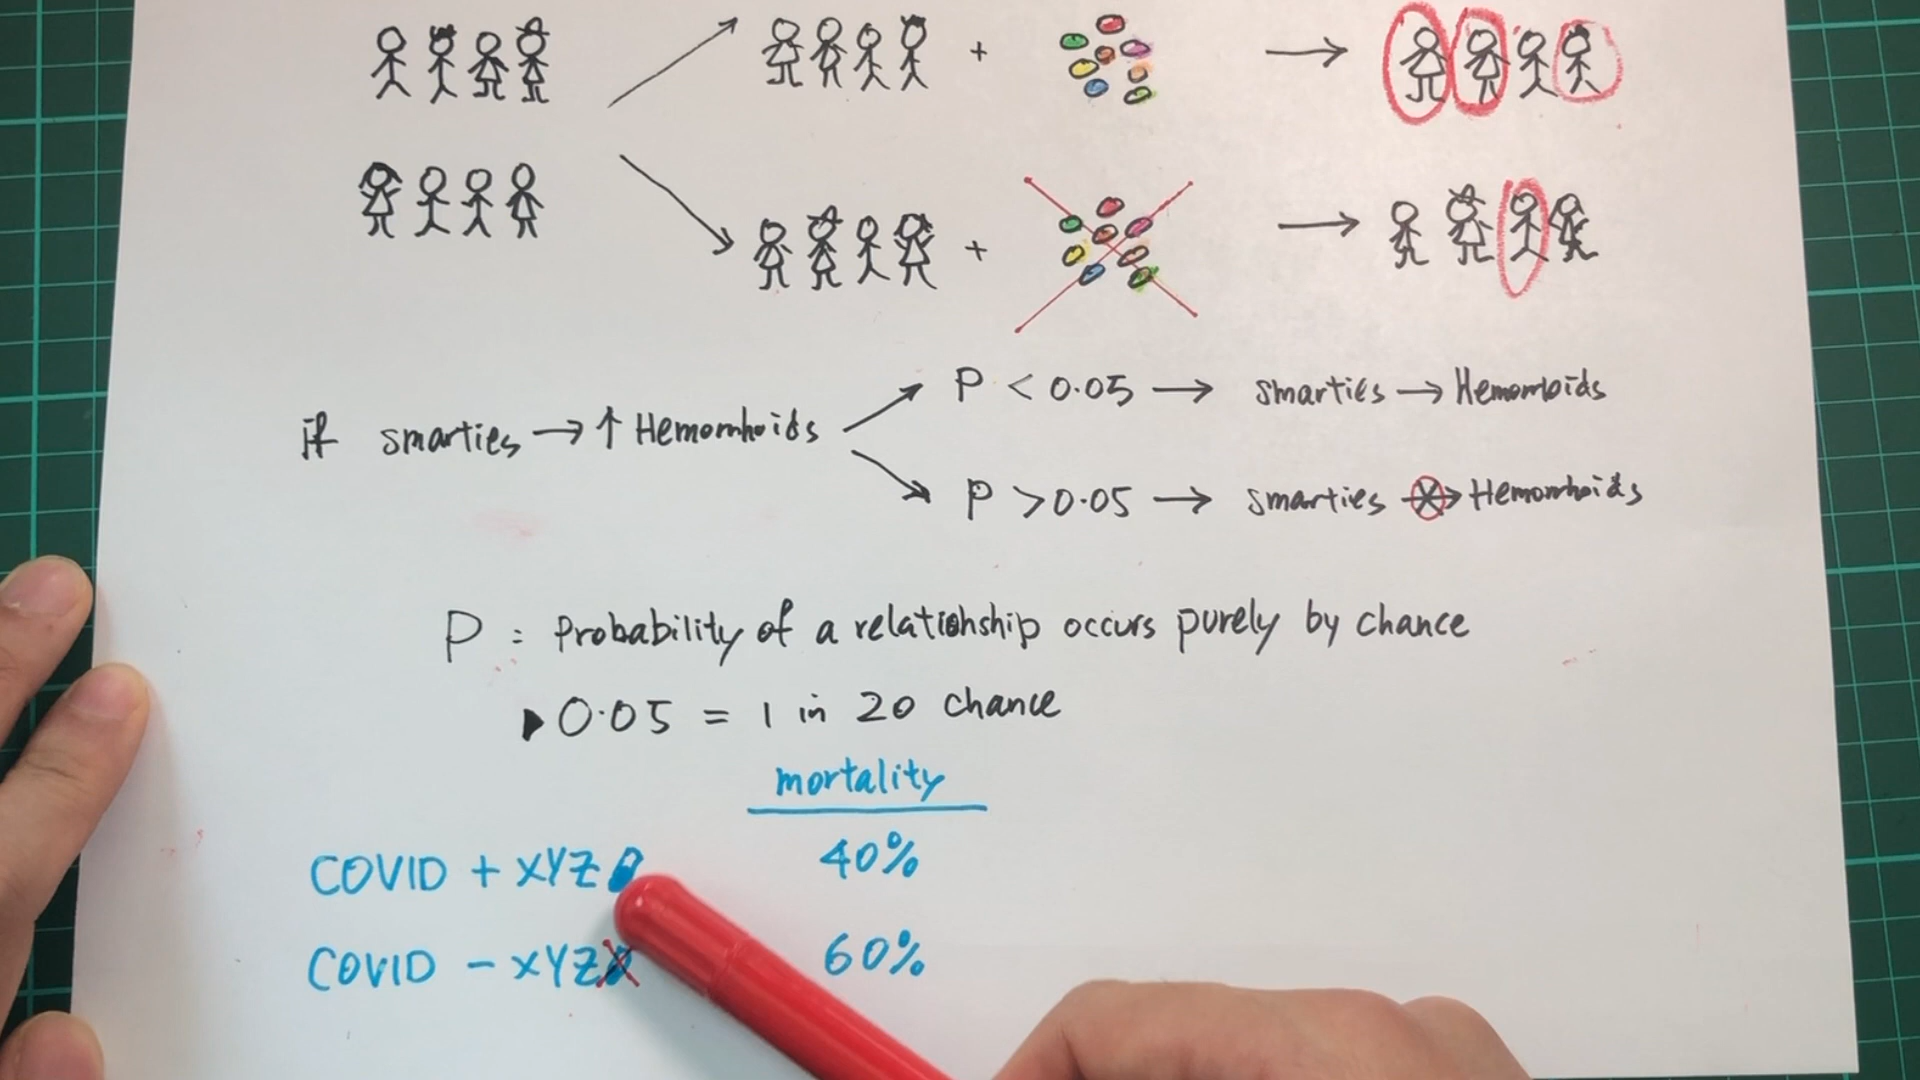 +
+
P < 0.05 → smarties → Hemorrhoids
if smarties → ↑ Hemorrhoids
P > 0.05 → smarties → Hemorrhoids
P : Probability of a relationship occurs purely by chance
0.05 = 1 in 20 chance
mortality
COVID + XYZ 40%
COVID - XYZ 60%